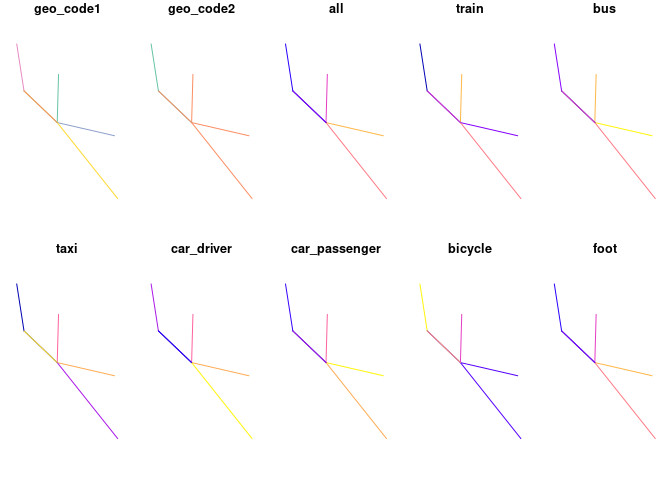 geo_code1 geo_code2 all train bus
taxi car_driver car_passenger bicycle foot